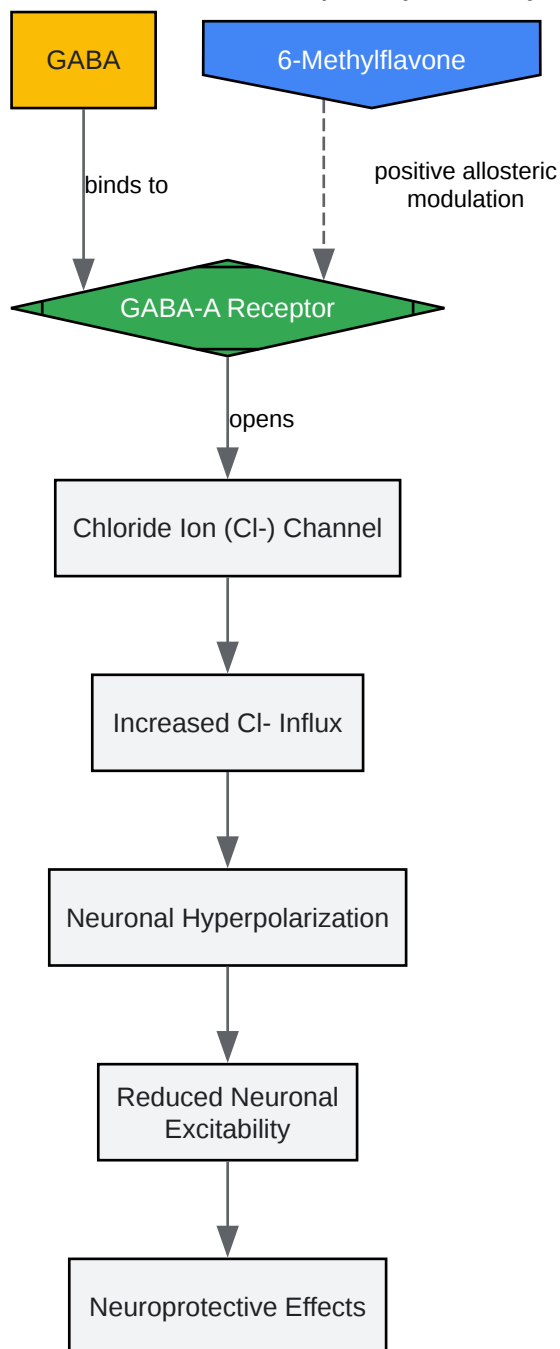 GABA
6-Methylflavone
binds to
positive allosteric
modulation
GABA-A Receptor
opens
Chloride Ion (Cl-) Channel
Increased Cl- Influx
Neuronal Hyperpolarization
Reduced Neuronal
Excitability
Neuroprotective Effects